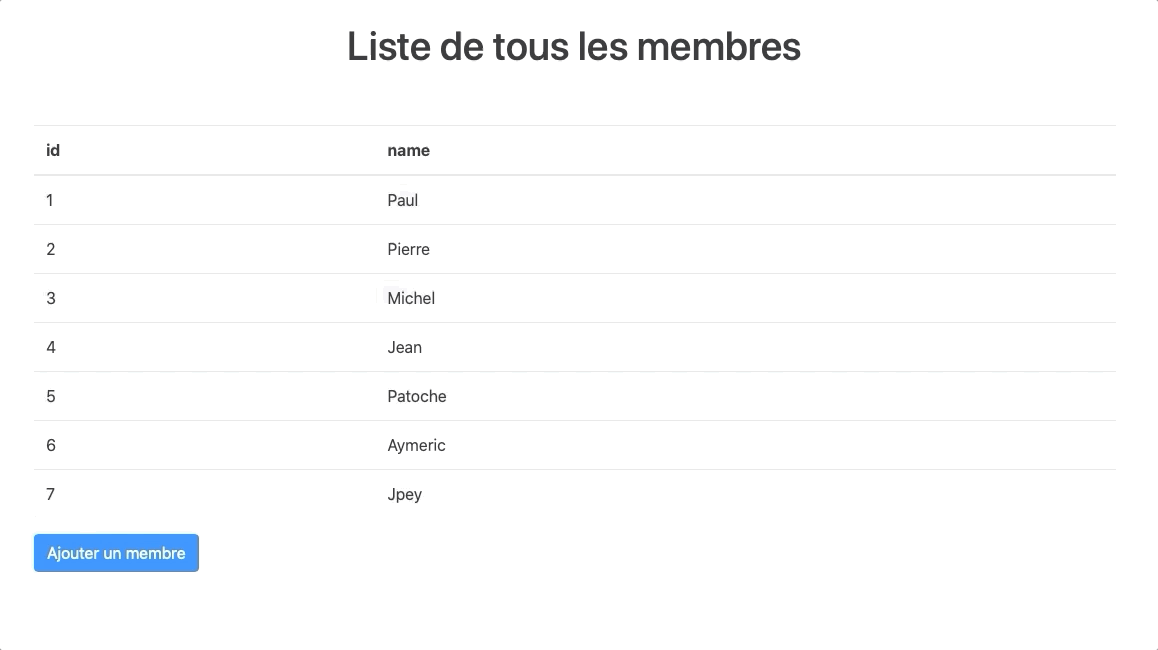 Liste de tous les membres
id name
1 Paul
2 Pierre
3 Michel
4 Jean
5 Patoche
6 Aymeric
7 Jpey
Ajouter un membre